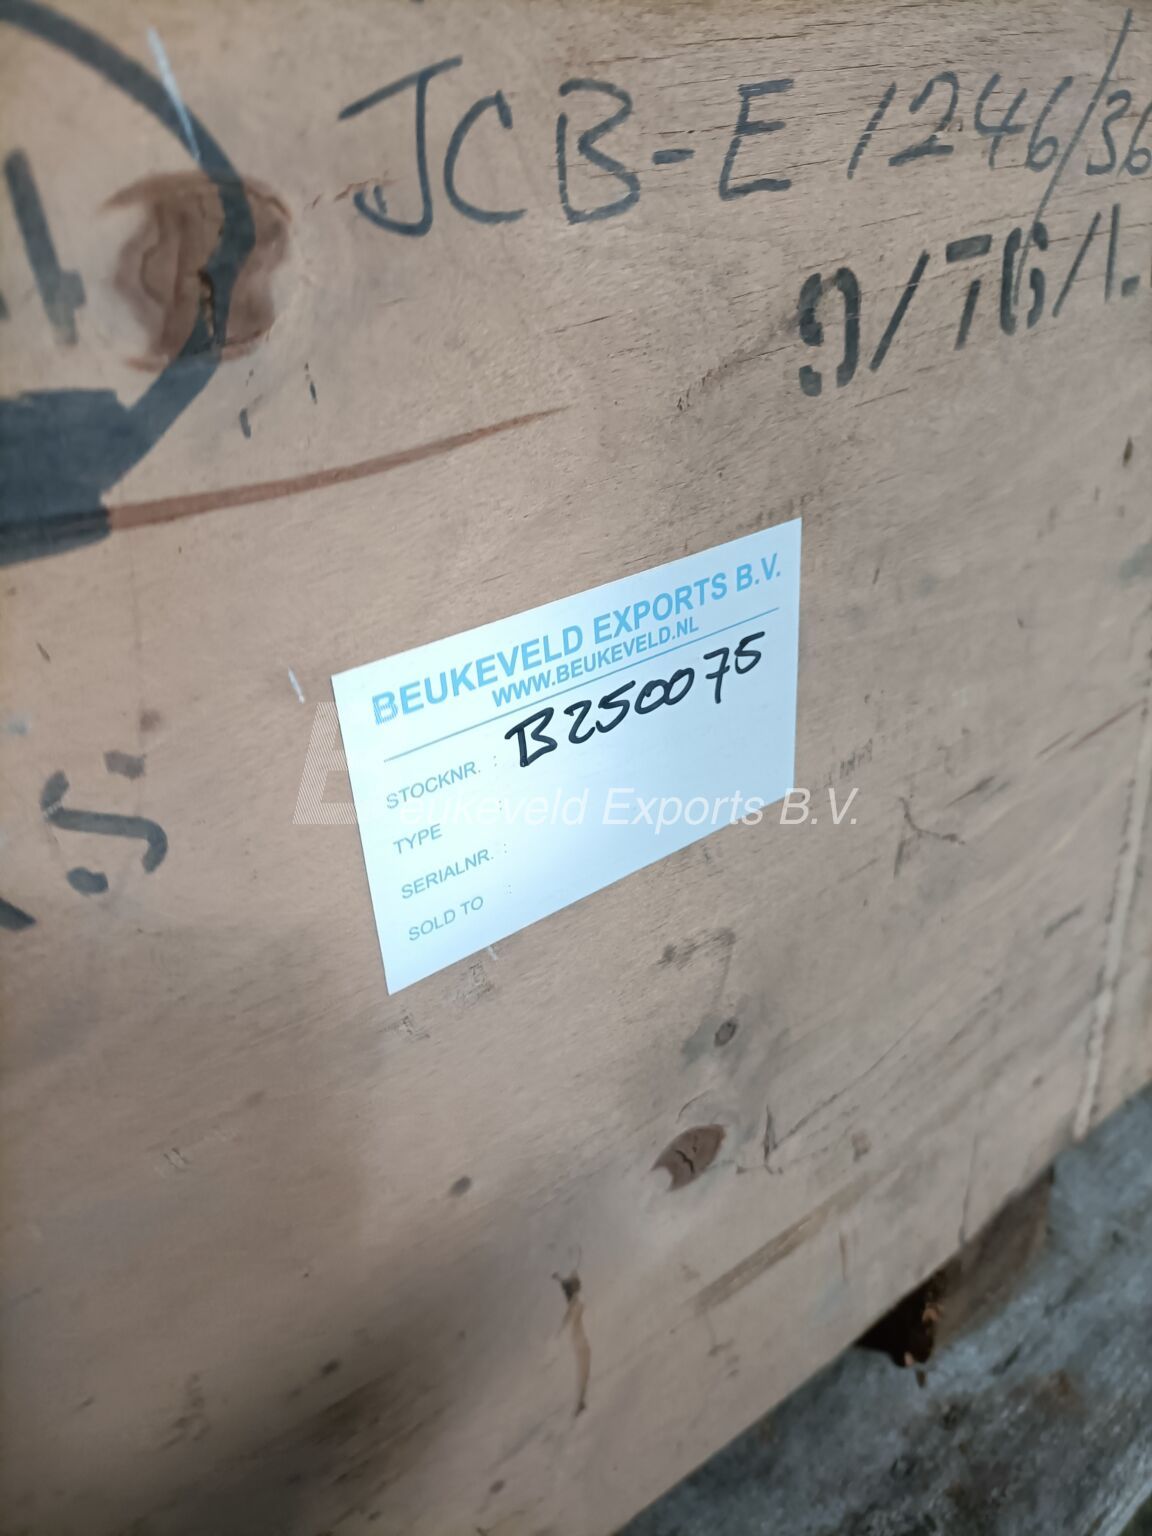 JCB-E 1246/36
9/76/1.
BEUKEVELD EXPORTS B.V.
WWW.BEUKEVELD.NL
STOCKNR. : B250075
TYPE :
SERIALNR. :
SOLD TO :
Beukeveld Exports B.V.